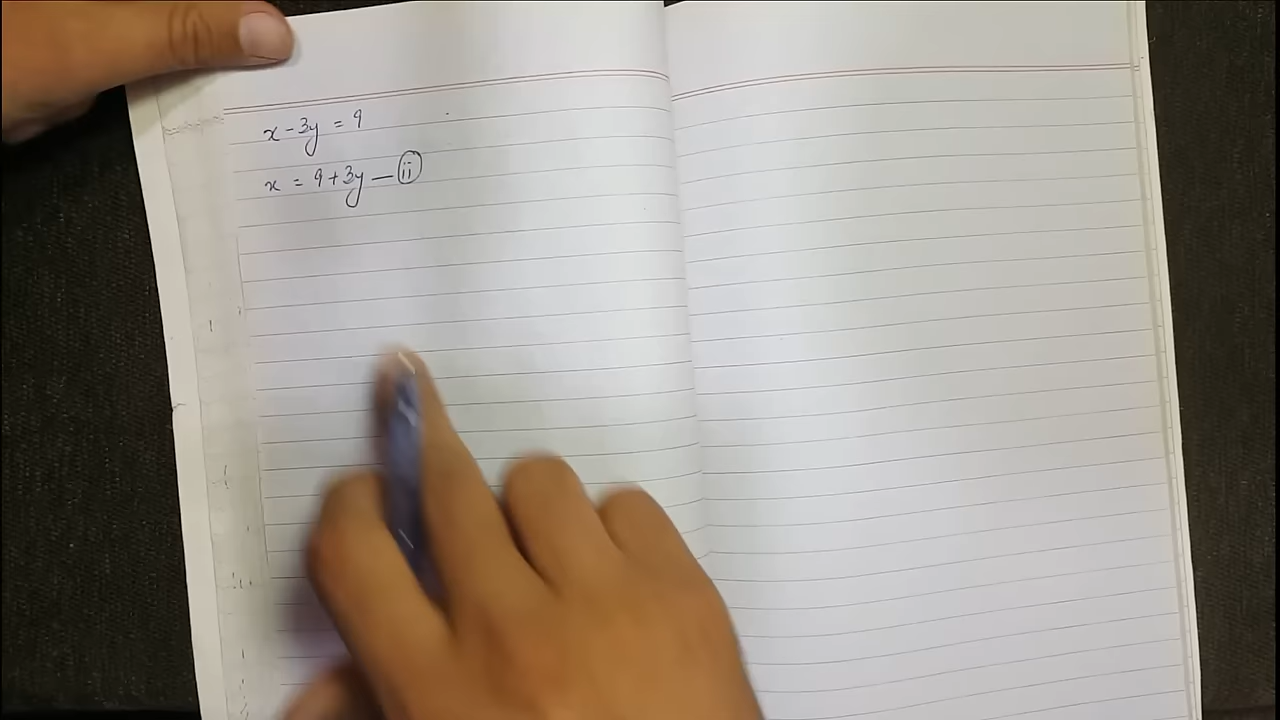 x - 3y = 9
x = 9 + 3y — ii